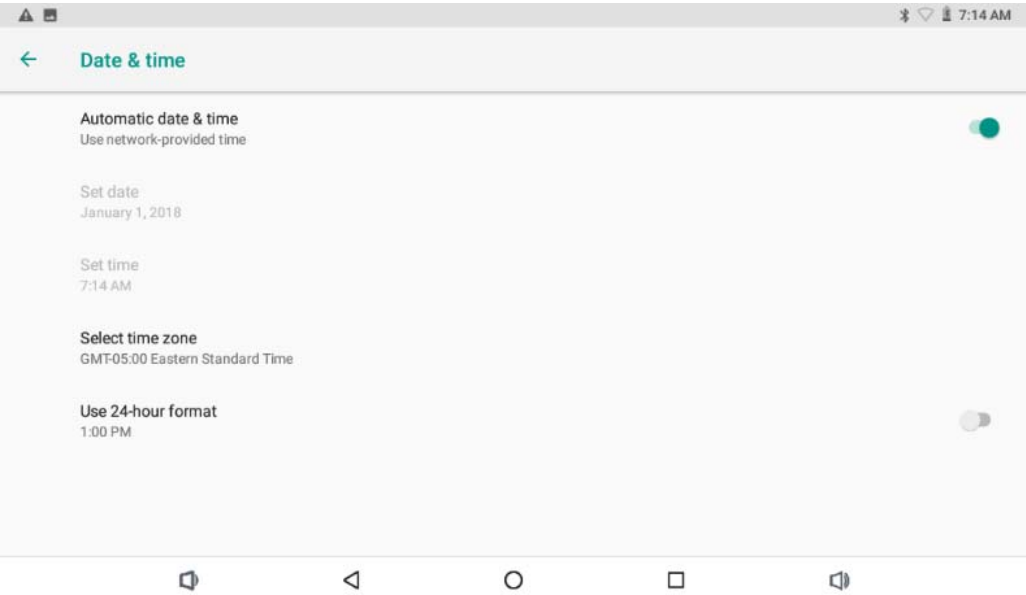 7:14 AM
Date & time
Automatic date & time
Use network-provided time
Set date
January 1, 2018
Set time
7:14 AM
Select time zone
GMT-05:00 Eastern Standard Time
Use 24-hour format
1:00 PM